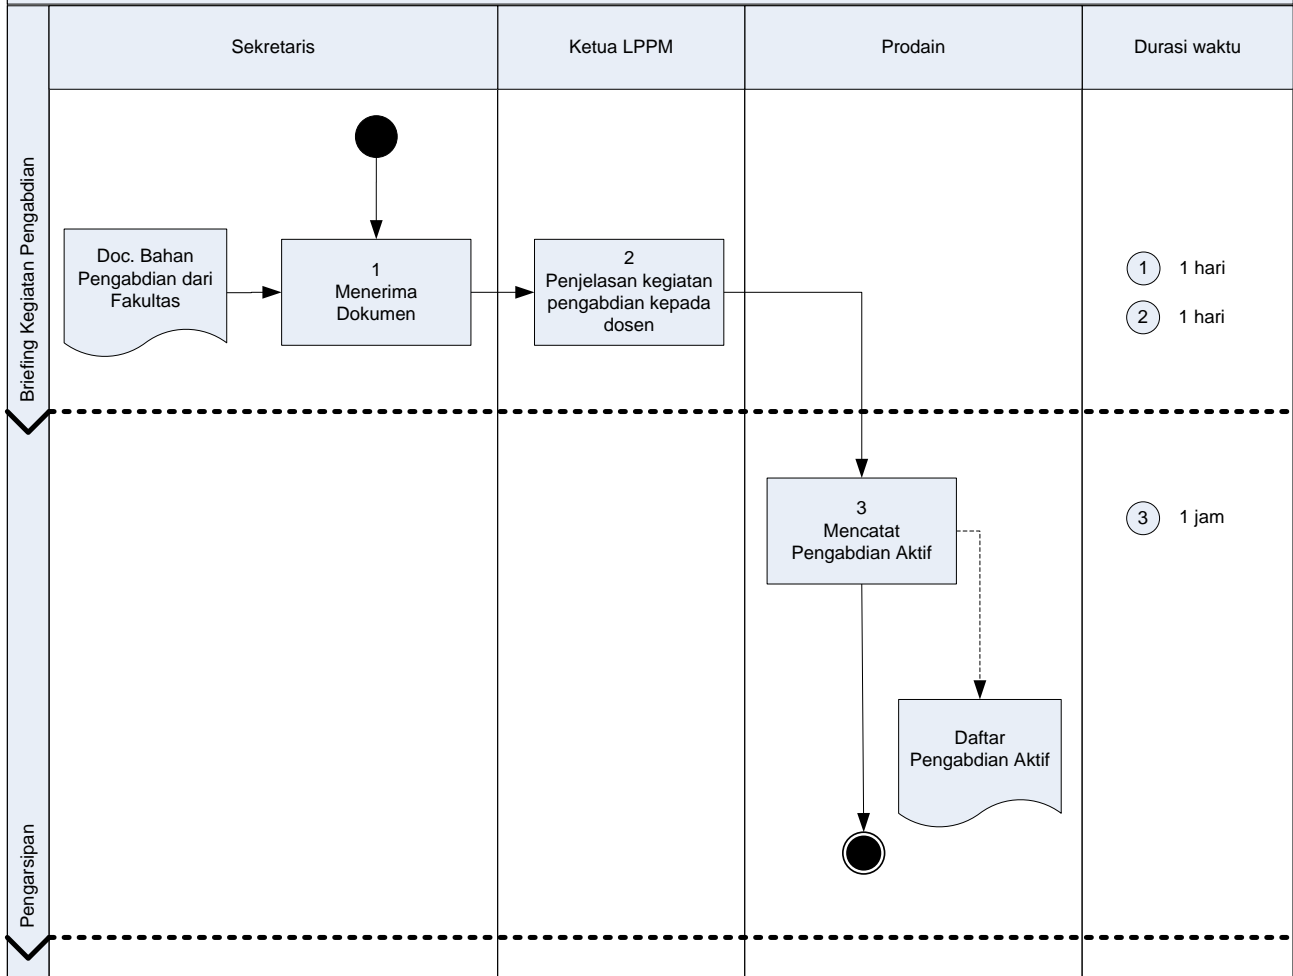 Sekretaris
Ketua LPPM
Prodain
Durasi waktu
Briefing Kegiatan Pengabdian
Doc. Bahan
Pengabdian dari
Fakultas
1
Menerima
Dokumen
2
Penjelasan kegiatan
pengabdian kepada
dosen
1 1 hari
2 1 hari
Pengarsipan
3
Mencatat
Pengabdian Aktif
3 1 jam
Daftar
Pengabdian Aktif